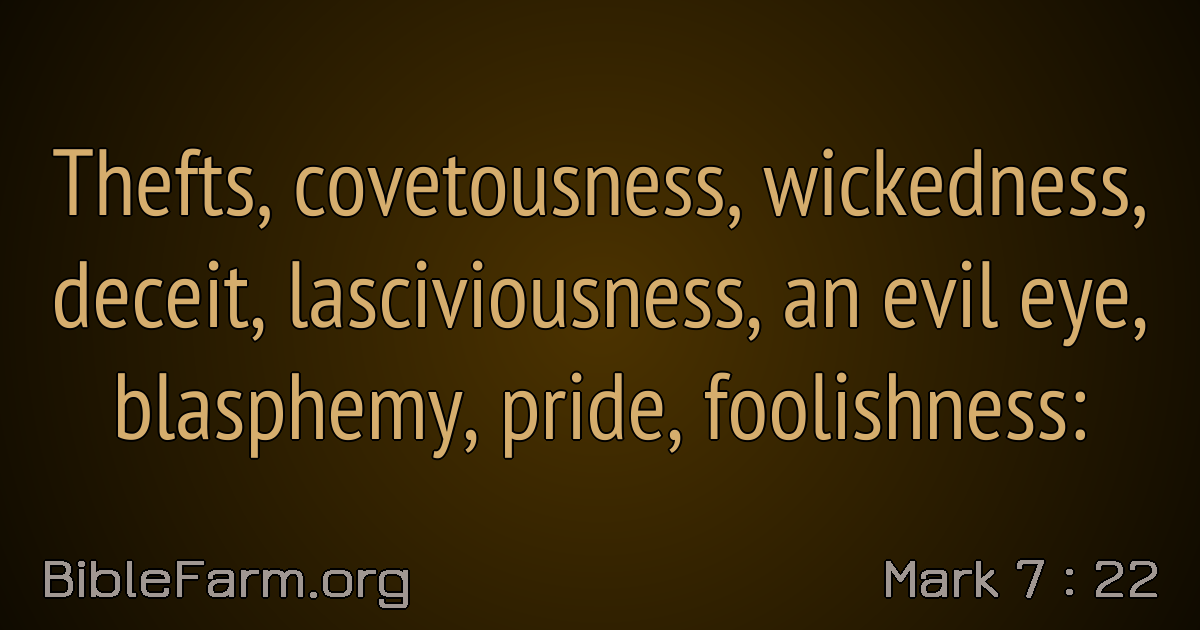 Thefts, covetousness, wickedness,
deceit, lasciviousness, an evil eye,
blasphemy, pride, foolishness:
BibleFarm.org
Mark 7 : 22